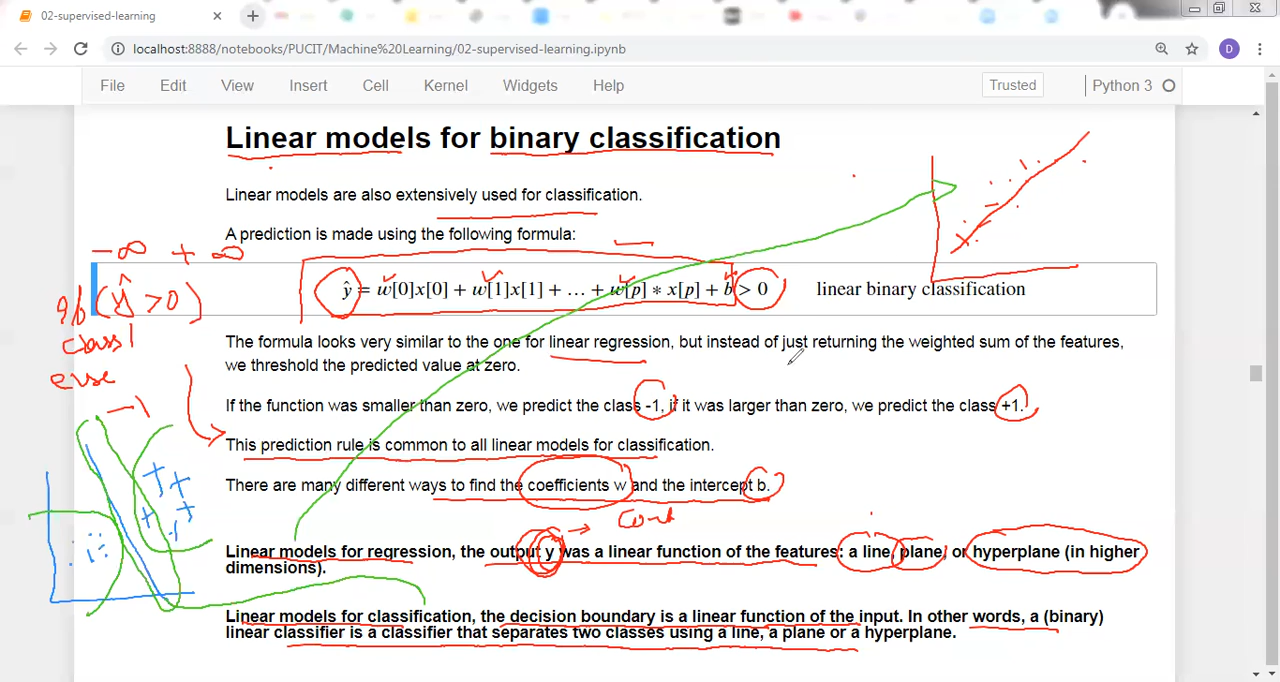 02-supervised-learning
localhost:8888/notebooks/PUCIT/Machine%20Learning/02-supervised-learning.ipynb
D
File Edit View Insert Cell Kernel Widgets Help Trusted Python 3
Linear models for binary classification
Linear models are also extensively used for classification.
A prediction is made using the following formula:
-∞ +∞
ŷ = w[0]x[0] + w[1]x[1] + … + w[p] ∗ x[p] + b > 0 linear binary classification
if (ŷ >0)
class 1
else
-1
The formula looks very similar to the one for linear regression, but instead of just returning the weighted sum of the features,
we threshold the predicted value at zero.
If the function was smaller than zero, we predict the class -1, if it was larger than zero, we predict the class +1.
This prediction rule is common to all linear models for classification.
There are many different ways to find the coefficients w and the intercept b.
Cont
Linear models for regression, the output y was a linear function of the features: a line, plane, or hyperplane (in higher
dimensions).
Linear models for classification, the decision boundary is a linear function of the input. In other words, a (binary)
linear classifier is a classifier that separates two classes using a line, a plane or a hyperplane.